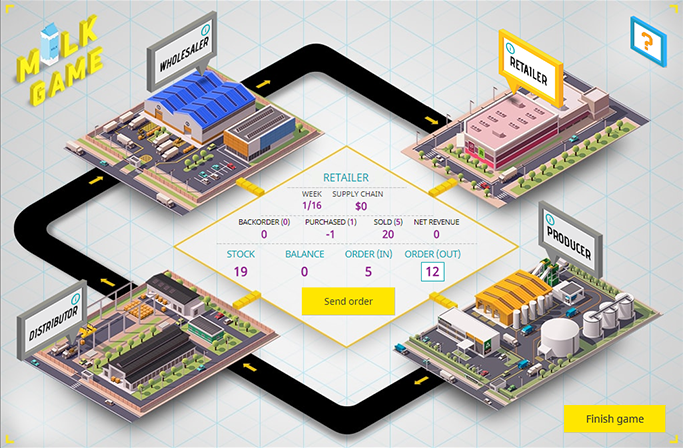 MILK
GAME
WHOLESALER
RETAILER
?
RETAILER
WEEK SUPPLY CHAIN
1/16 $0
BACKORDER (0) PURCHASED (1) SOLD (5) NET REVENUE
0 -1 20 0
STOCK BALANCE ORDER (IN) ORDER (OUT)
19 0 5 12
Send order
PRODUCER
DISTRIBUTOR
Finish game